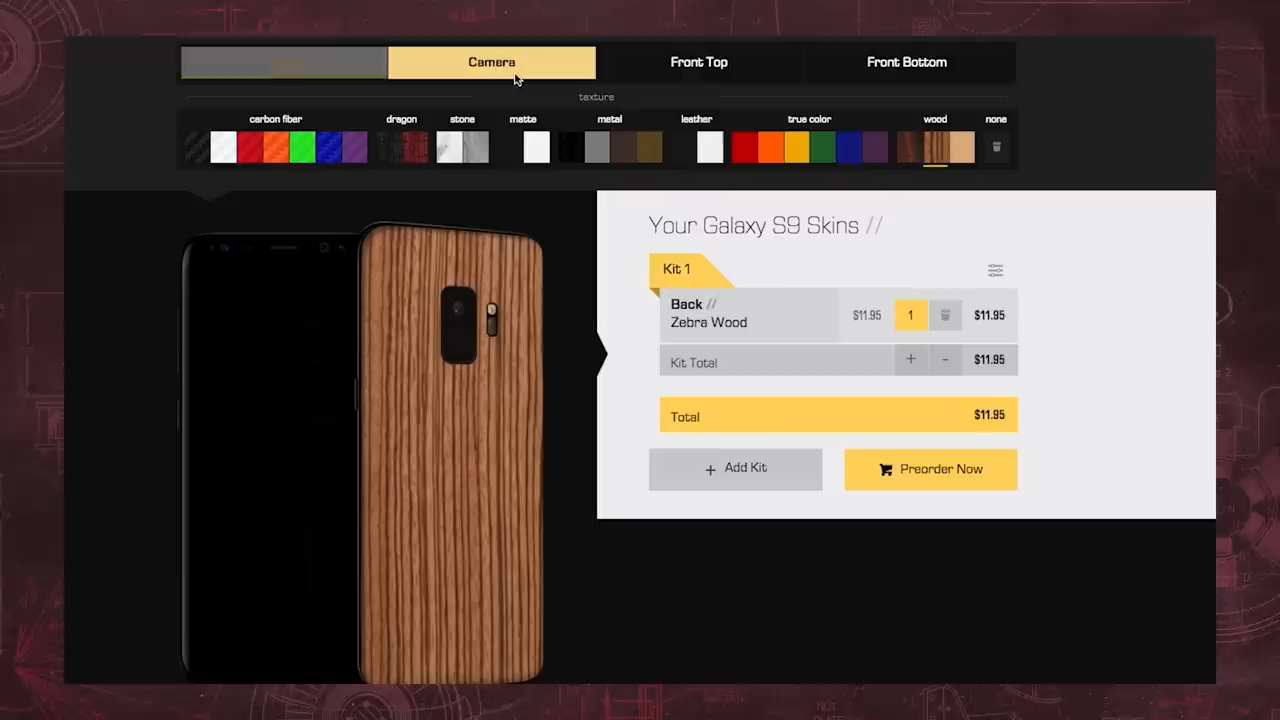 Camera
Front Top
Front Bottom
texture
carbon fiber
dragon
stone
matte
metal
leather
true color
wood
none
Your Galaxy S9 Skins //
Kit 1
Back //
Zebra Wood
$11.95
1
$11.95
Kit Total
+
-
$11.95
Total
$11.95
+ Add Kit
Preorder Now